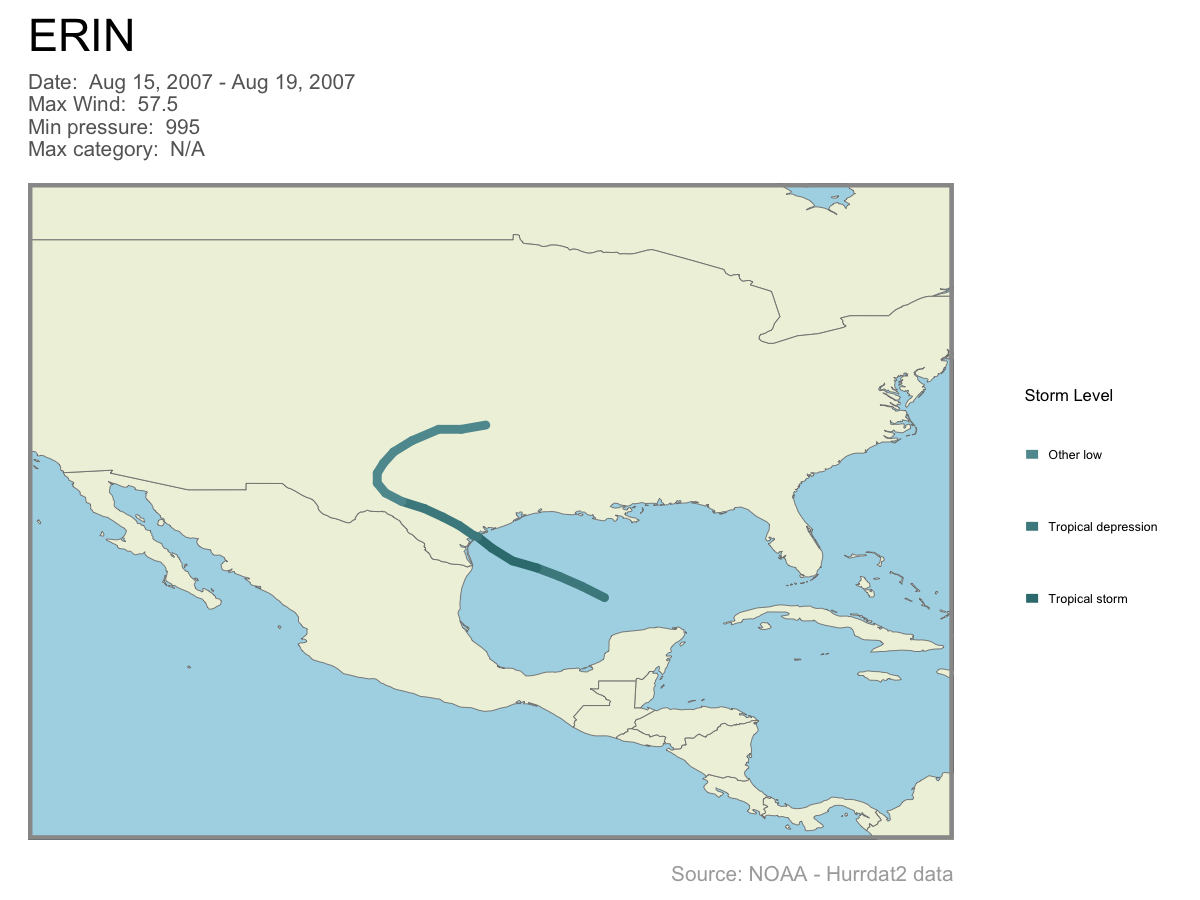 ERIN
Date:  Aug 15, 2007 - Aug 19, 2007
Max Wind:  57.5
Min pressure:  995
Max category:  N/A
Storm Level
Other low
Tropical depression
Tropical storm
Source: NOAA - Hurrdat2 data